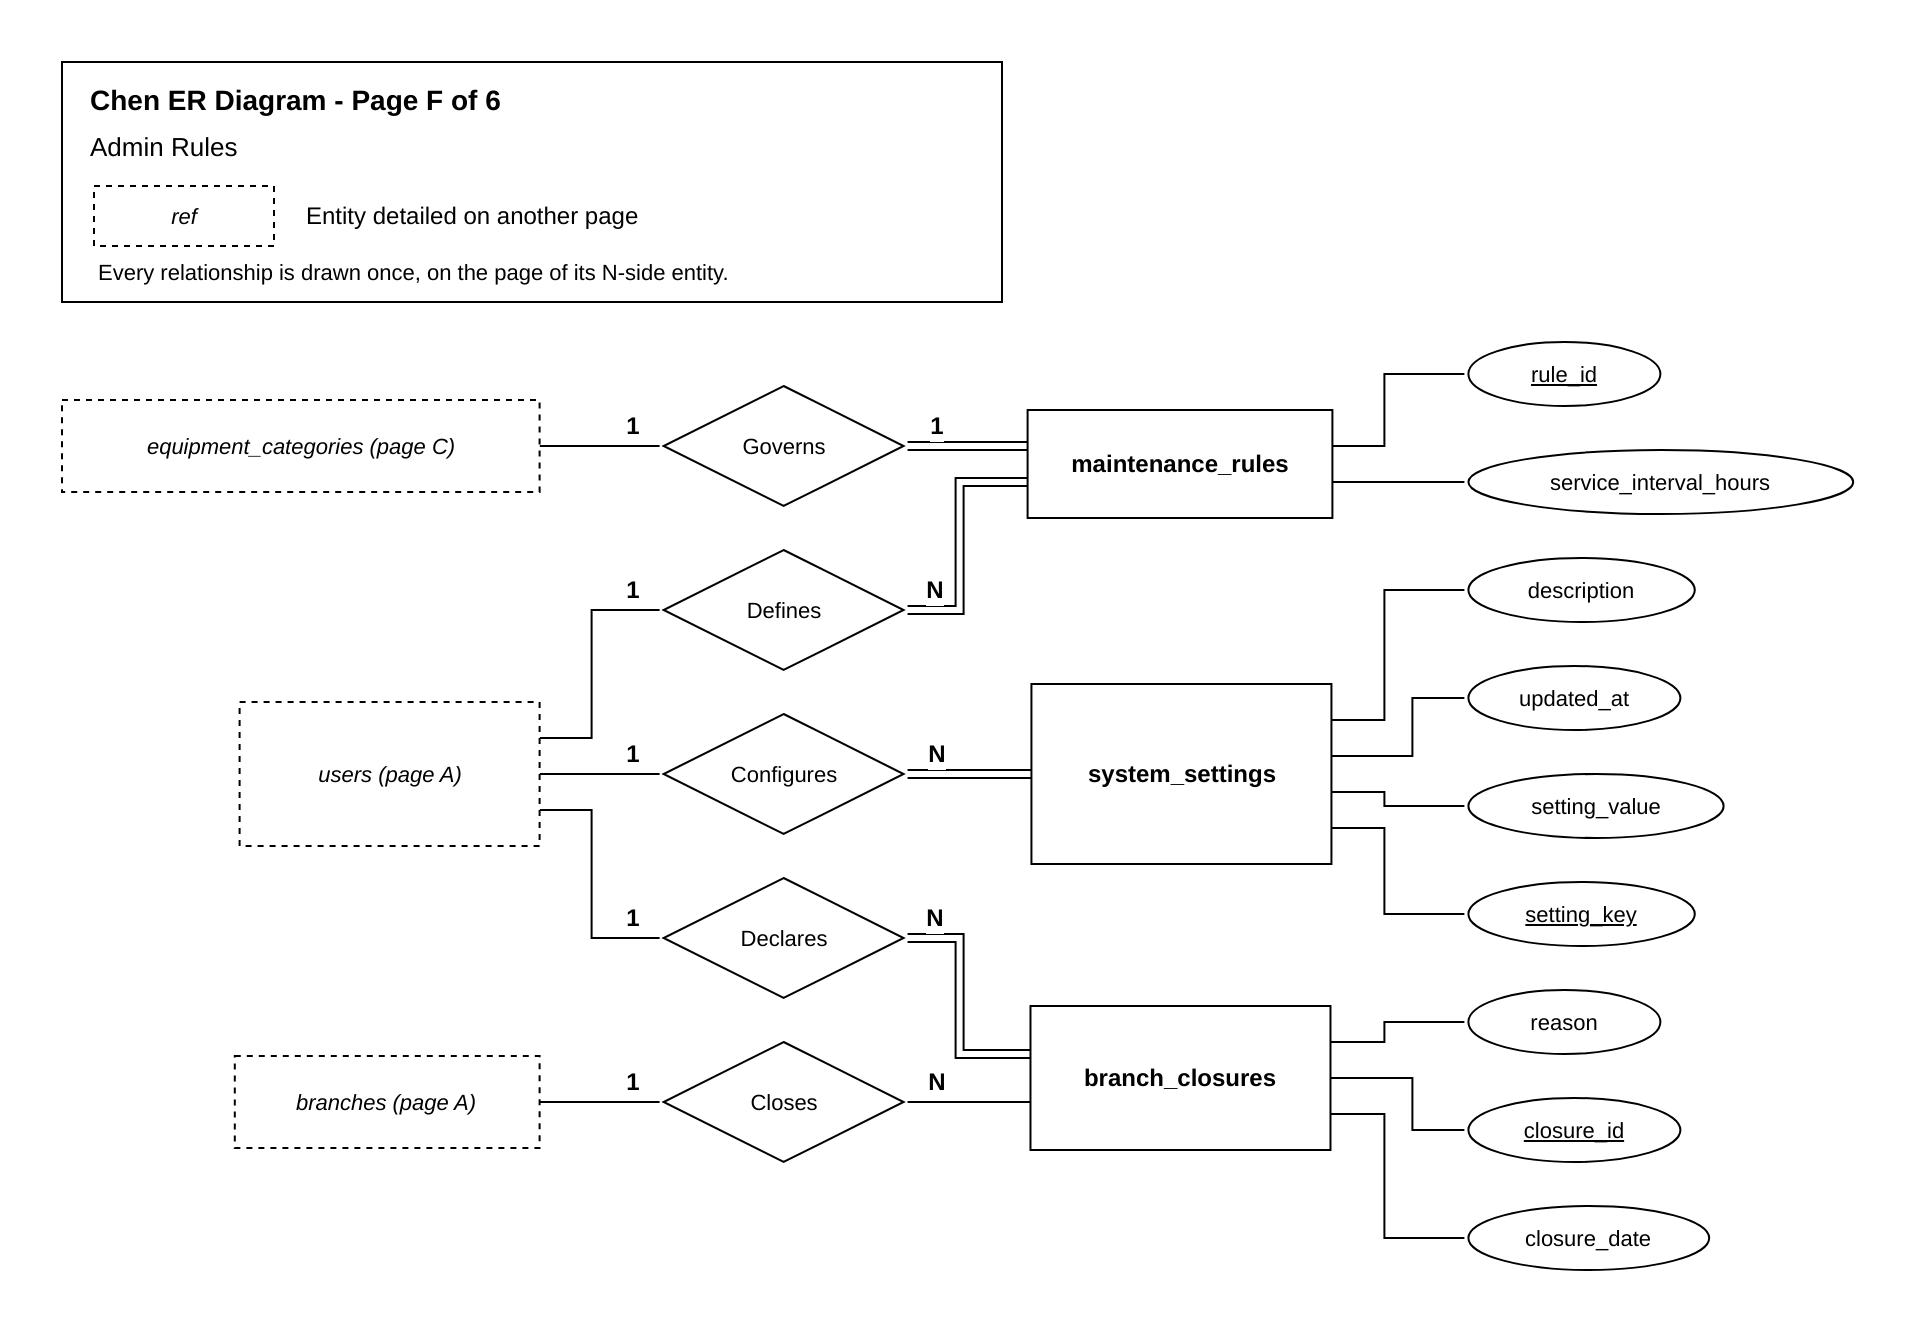 Chen ER Diagram - Page F of 6
Admin Rules
ref
Entity detailed on another page
Every relationship is drawn once, on the page of its N-side entity.
rule_id
equipment_categories (page C)
1
Governs
1
maintenance_rules
service_interval_hours
1
Defines
N
description
updated_at
users (page A)
1
Configures
N
system_settings
setting_value
1
Declares
N
setting_key
reason
branches (page A)
1
Closes
N
branch_closures
closure_id
closure_date